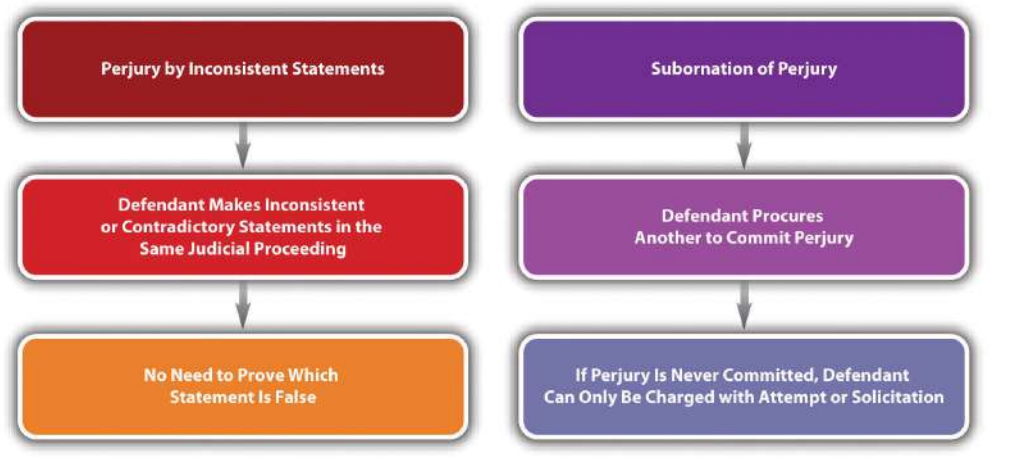 Perjury by Inconsistent Statements
Defendant Makes Inconsistent
or Contradictory Statements in the
Same Judicial Proceeding
No Need to Prove Which
Statement Is False
Subornation of Perjury
Defendant Procures
Another to Commit Perjury
If Perjury Is Never Committed, Defendant
Can Only Be Charged with Attempt or Solicitation